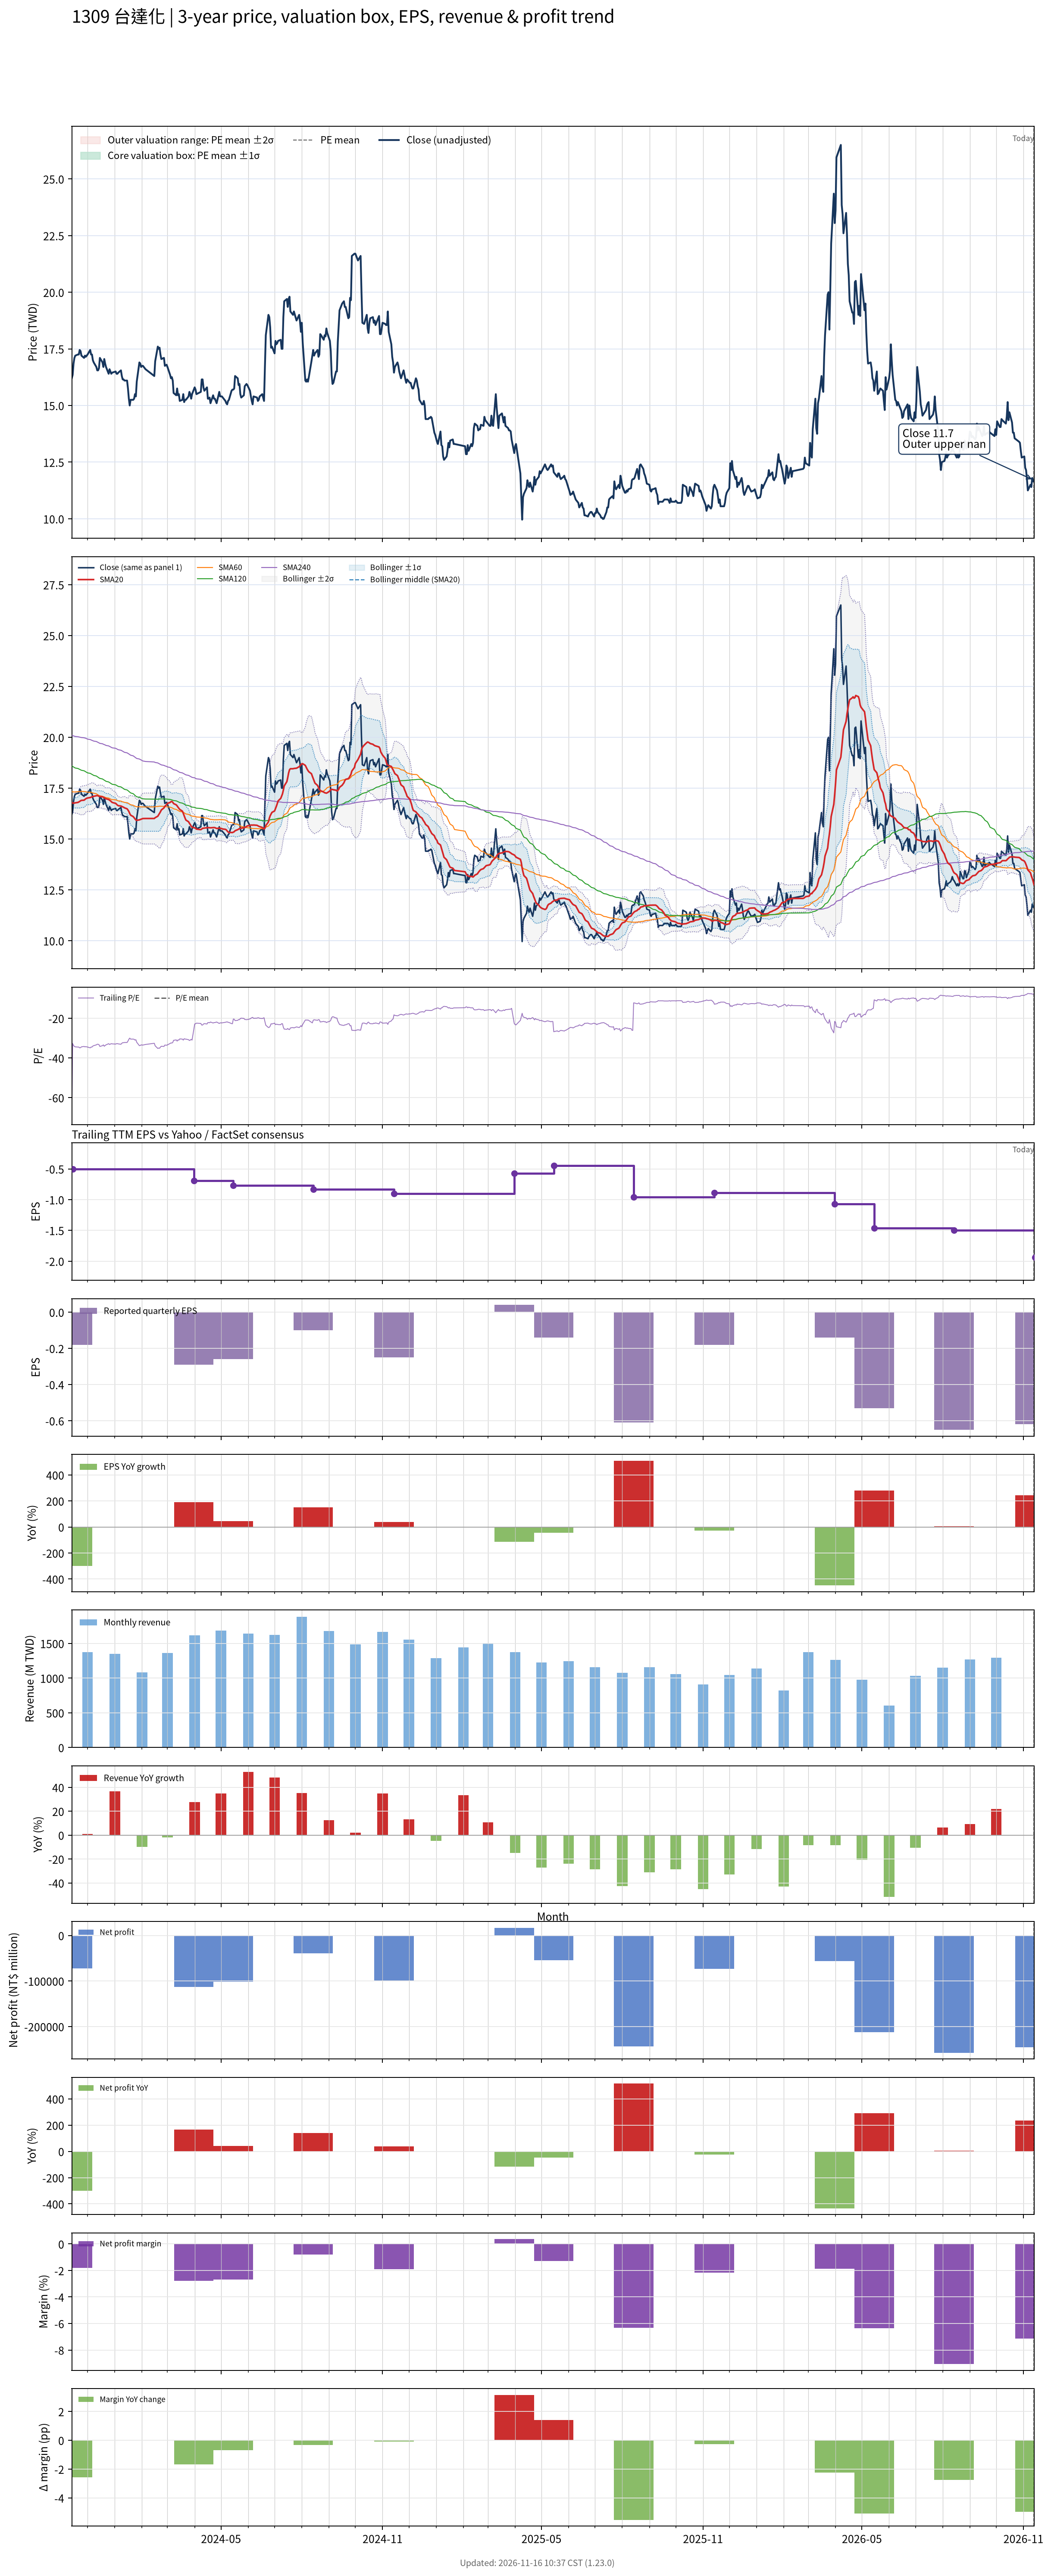 1309 台達化 | 3-year price, valuation box, EPS, revenue & profit trend
Outer valuation range: PE mean ±2σ
PE mean
Close (unadjusted)
Core valuation box: PE mean ±1σ
Today
Price (TWD)
25.0
22.5
20.0
17.5
15.0
12.5
10.0
Close 11.7
Outer upper nan
Close (same as panel 1)
SMA20
SMA60
SMA120
SMA240
Bollinger ±2σ
Bollinger ±1σ
Bollinger middle (SMA20)
Price
27.5
25.0
22.5
20.0
17.5
15.0
12.5
10.0
Trailing P/E
P/E mean
P/E
-20
-40
-60
Trailing TTM EPS vs Yahoo / FactSet consensus
Today
EPS
-0.5
-1.0
-1.5
-2.0
Reported quarterly EPS
EPS
0.0
-0.2
-0.4
-0.6
EPS YoY growth
YoY (%)
400
200
0
-200
-400
Monthly revenue
Revenue (M TWD)
1500
1000
500
0
Revenue YoY growth
YoY (%)
40
20
0
-20
-40
Month
Net profit
Net profit (NT$ million)
0
-100000
-200000
Net profit YoY
YoY (%)
400
200
0
-200
-400
Net profit margin
Margin (%)
0
-2
-4
-6
-8
Margin YoY change
Δ margin (pp)
2
0
-2
-4
2024-05
2024-11
2025-05
2025-11
2026-05
2026-11
Updated: 2026-11-16 10:37 CST (1.23.0)